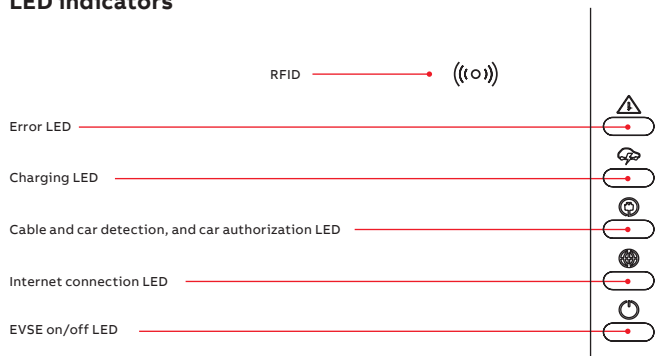 LED indicators
RFID
Error LED
Charging LED
Cable and car detection, and car authorization LED
Internet connection LED
EVSE on/off LED